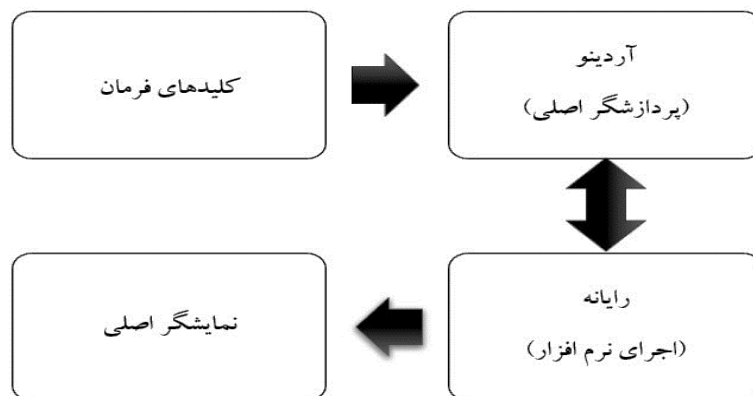 کلیدهای فرمان
آردینو
(پردازشگر اصلی)
رایانه
(اجرای نرم افزار)
نمایشگر اصلی